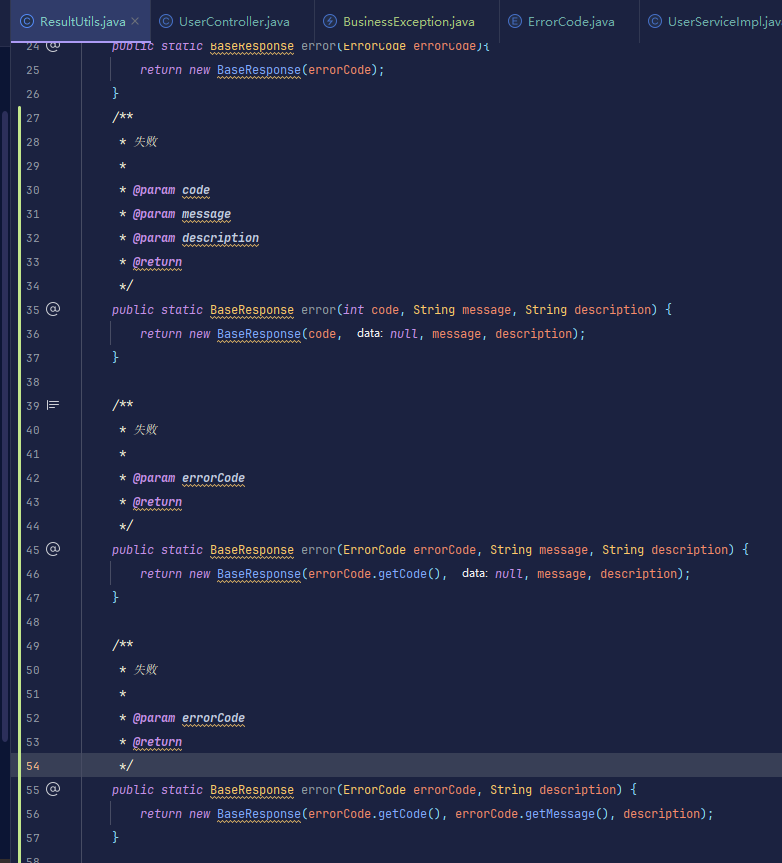 ResultUtils.java × UserController.java BusinessException.java ErrorCode.java UserServiceImpl.jav
24 public static BaseResponse error(ErrorCode errorCode){
25 return new BaseResponse(errorCode);
26 }
27 /**
28 * 失败
29 *
30 * @param code
31 * @param message
32 * @param description
33 * @return
34 */
35 public static BaseResponse error(int code, String message, String description) {
36 return new BaseResponse(code, data: null, message, description);
37 }
38
39 /**
40 * 失败
41 *
42 * @param errorCode
43 * @return
44 */
45 public static BaseResponse error(ErrorCode errorCode, String message, String description) {
46 return new BaseResponse(errorCode.getCode(), data: null, message, description);
47 }
48
49 /**
50 * 失败
51 *
52 * @param errorCode
53 * @return
54 */
55 public static BaseResponse error(ErrorCode errorCode, String description) {
56 return new BaseResponse(errorCode.getCode(), errorCode.getMessage(), description);
57 }
58